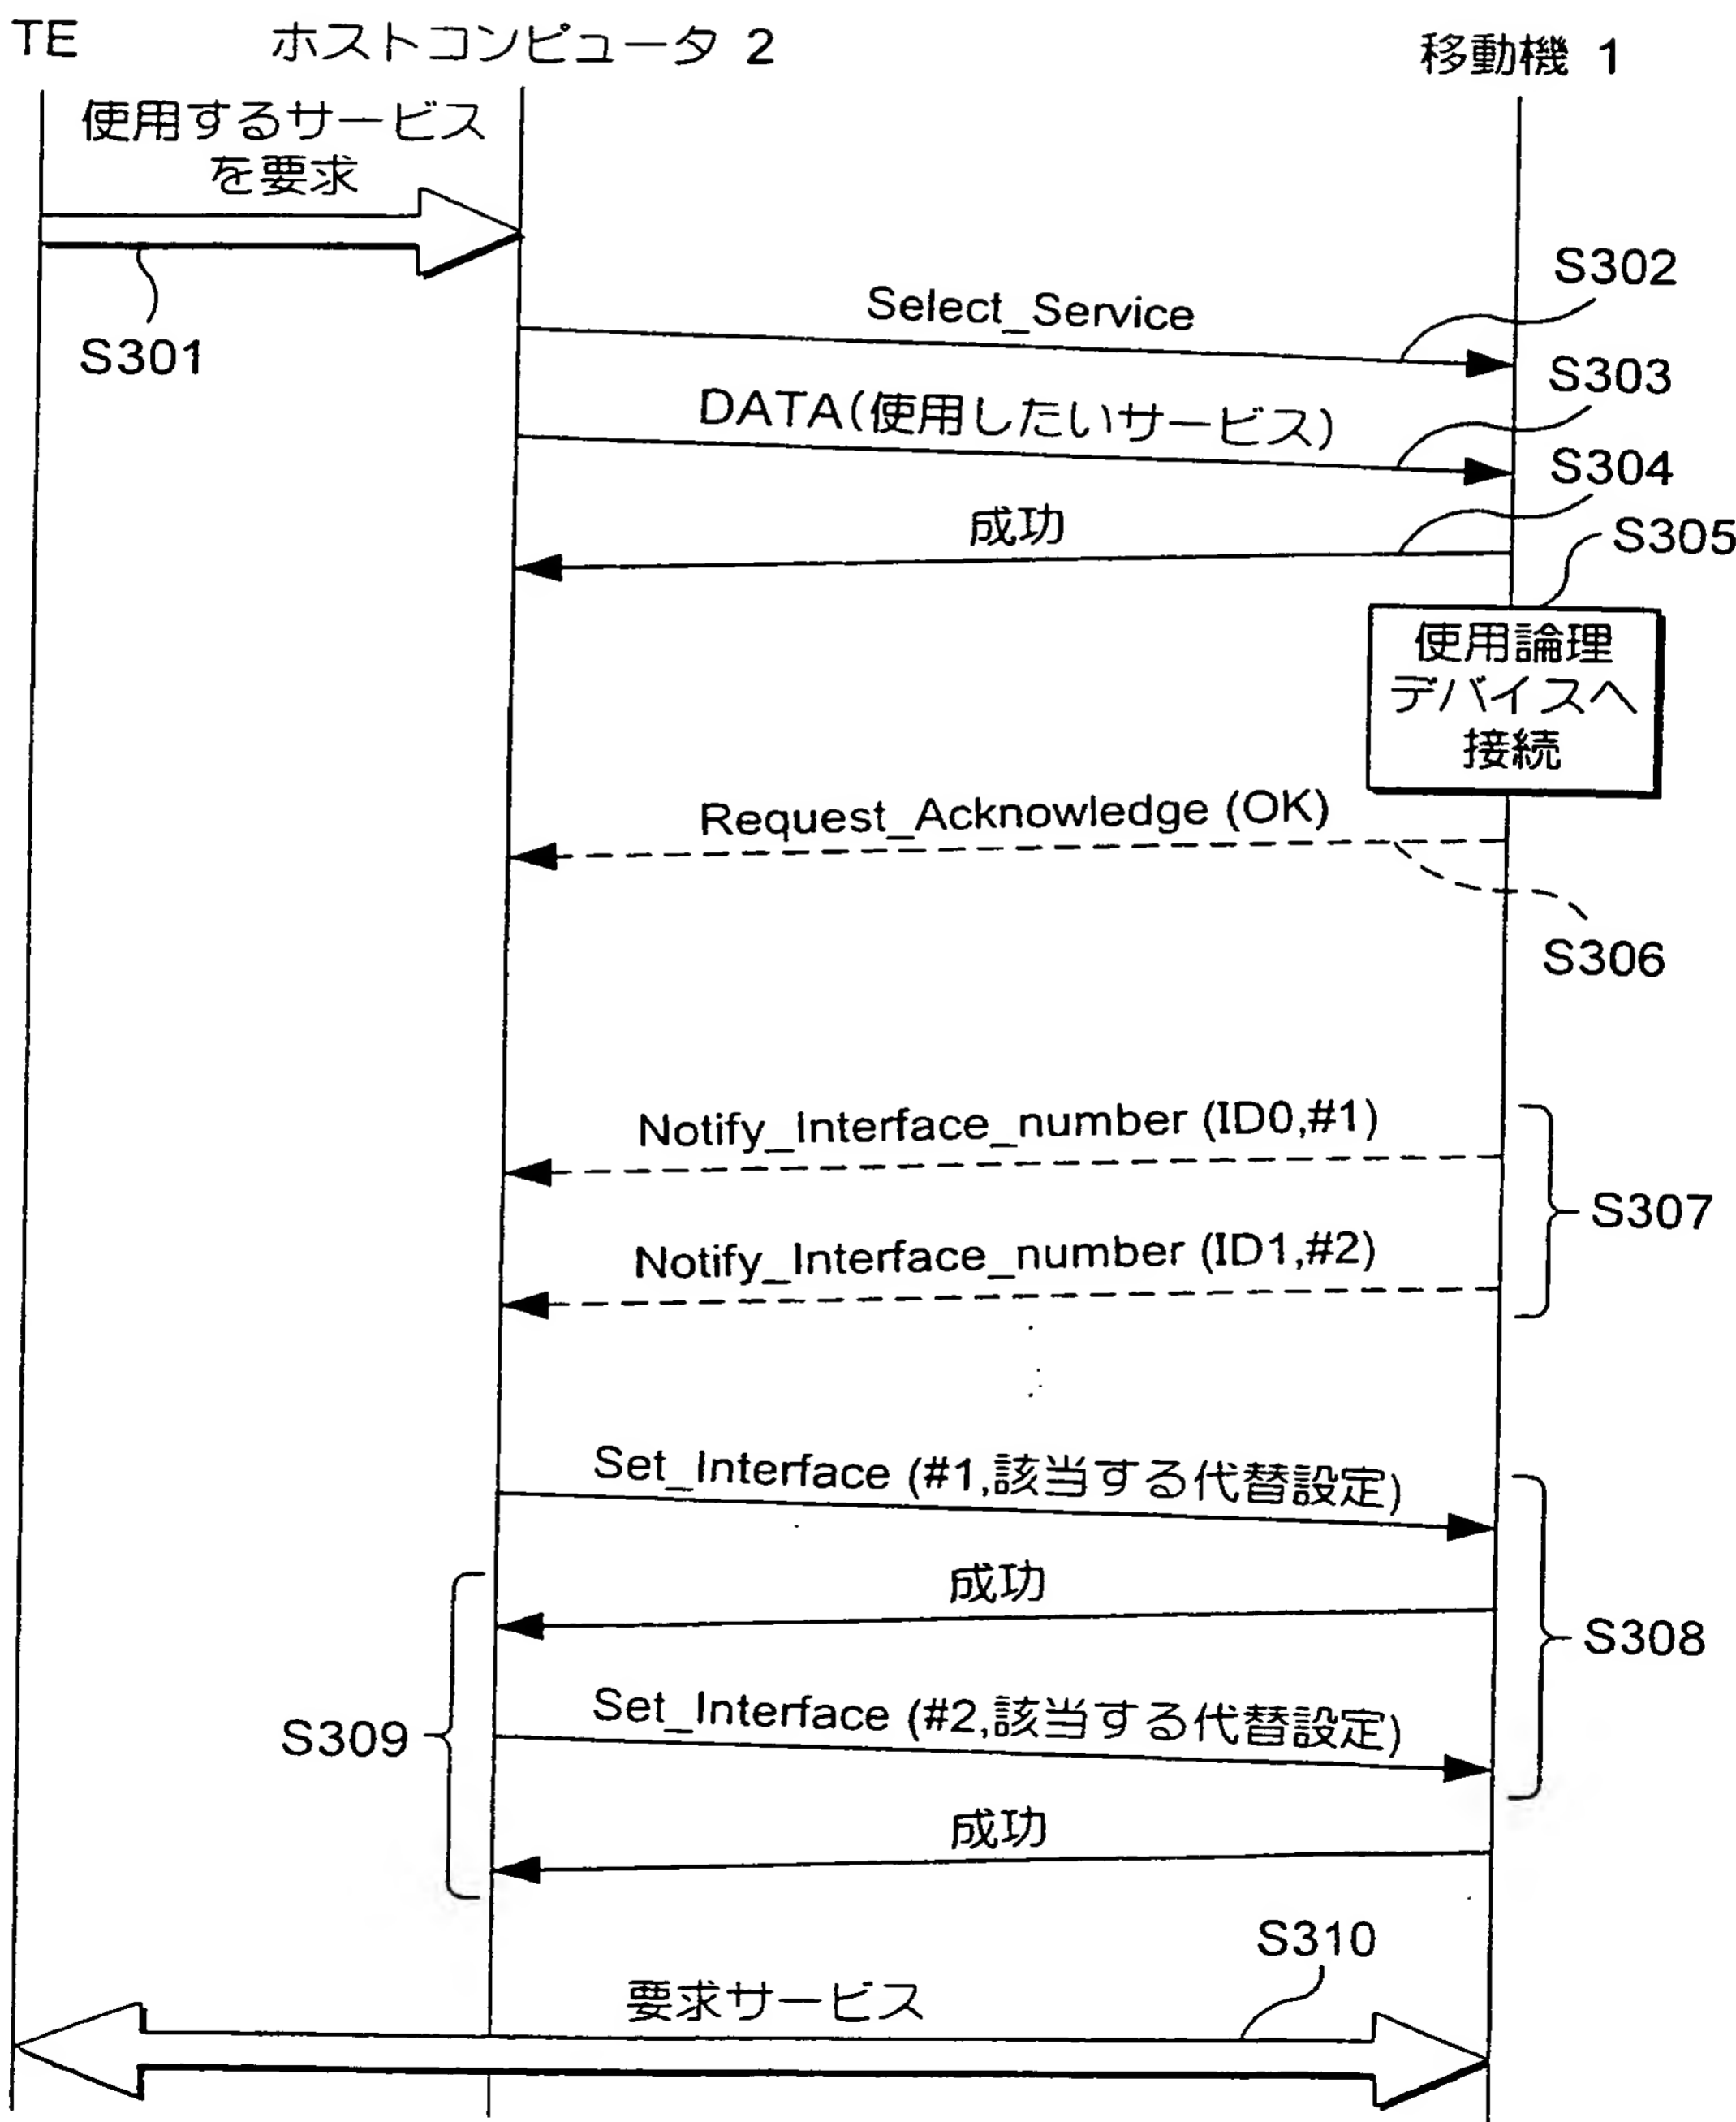 TE
ホストコンピュータ 2
移動機 1
使用するサービス
を要求
S301
Select_Service
S302
DATA(使用したいサービス)
S303
成功
S304
S305
使用論理
デバイスへ
接続
Request_Acknowledge (OK)
S306
Notify_Interface_number (ID0,#1)
Notify_Interface_number (ID1,#2)
S307
Set_Interface (#1,該当する代替設定)
成功
Set_Interface (#2,該当する代替設定)
成功
S308
S309
S310
要求サービス